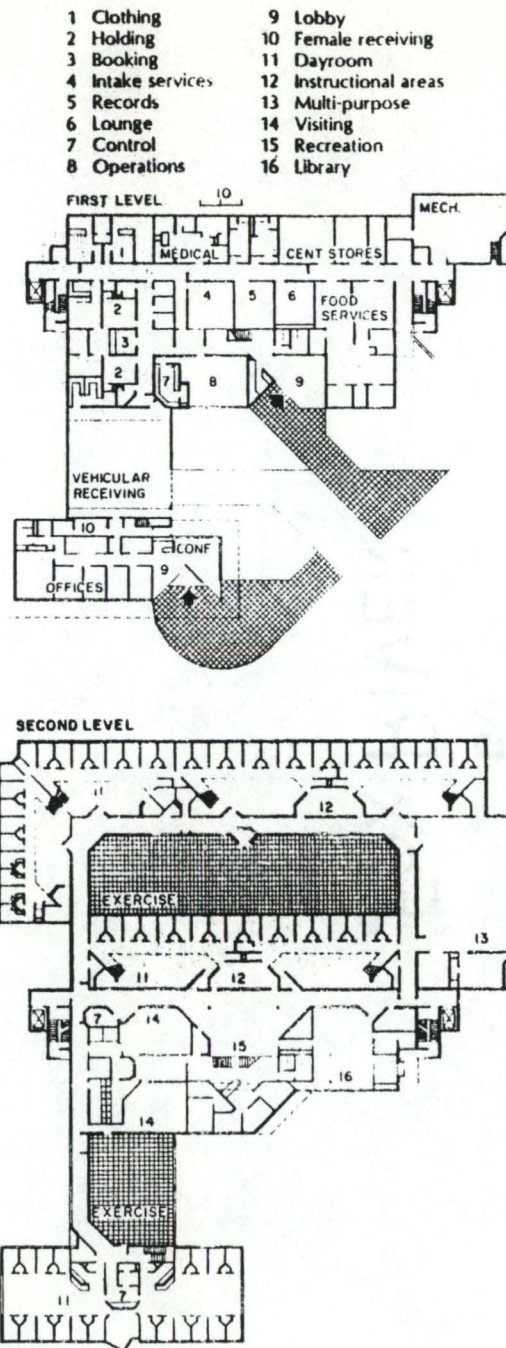 1 Clothing
2 Holding
3 Booking
4 Intake services
5 Records
6 Lounge
7 Control
8 Operations
9 Lobby
10 Female receiving
11 Dayroom
12 Instructional areas
13 Multi-purpose
14 Visiting
15 Recreation
16 Library
FIRST LEVEL
10
MECH.
1
MEDICAL
CENT STORES
2
4
5
6
FOOD
SERVICES
3
2
7
8
9
VEHICULAR
RECEIVING
10
CONF
9
OFFICES
SECOND LEVEL
11
12
EXERCISE
13
11
12
7
14
15
16
14
EXERCISE
11
7